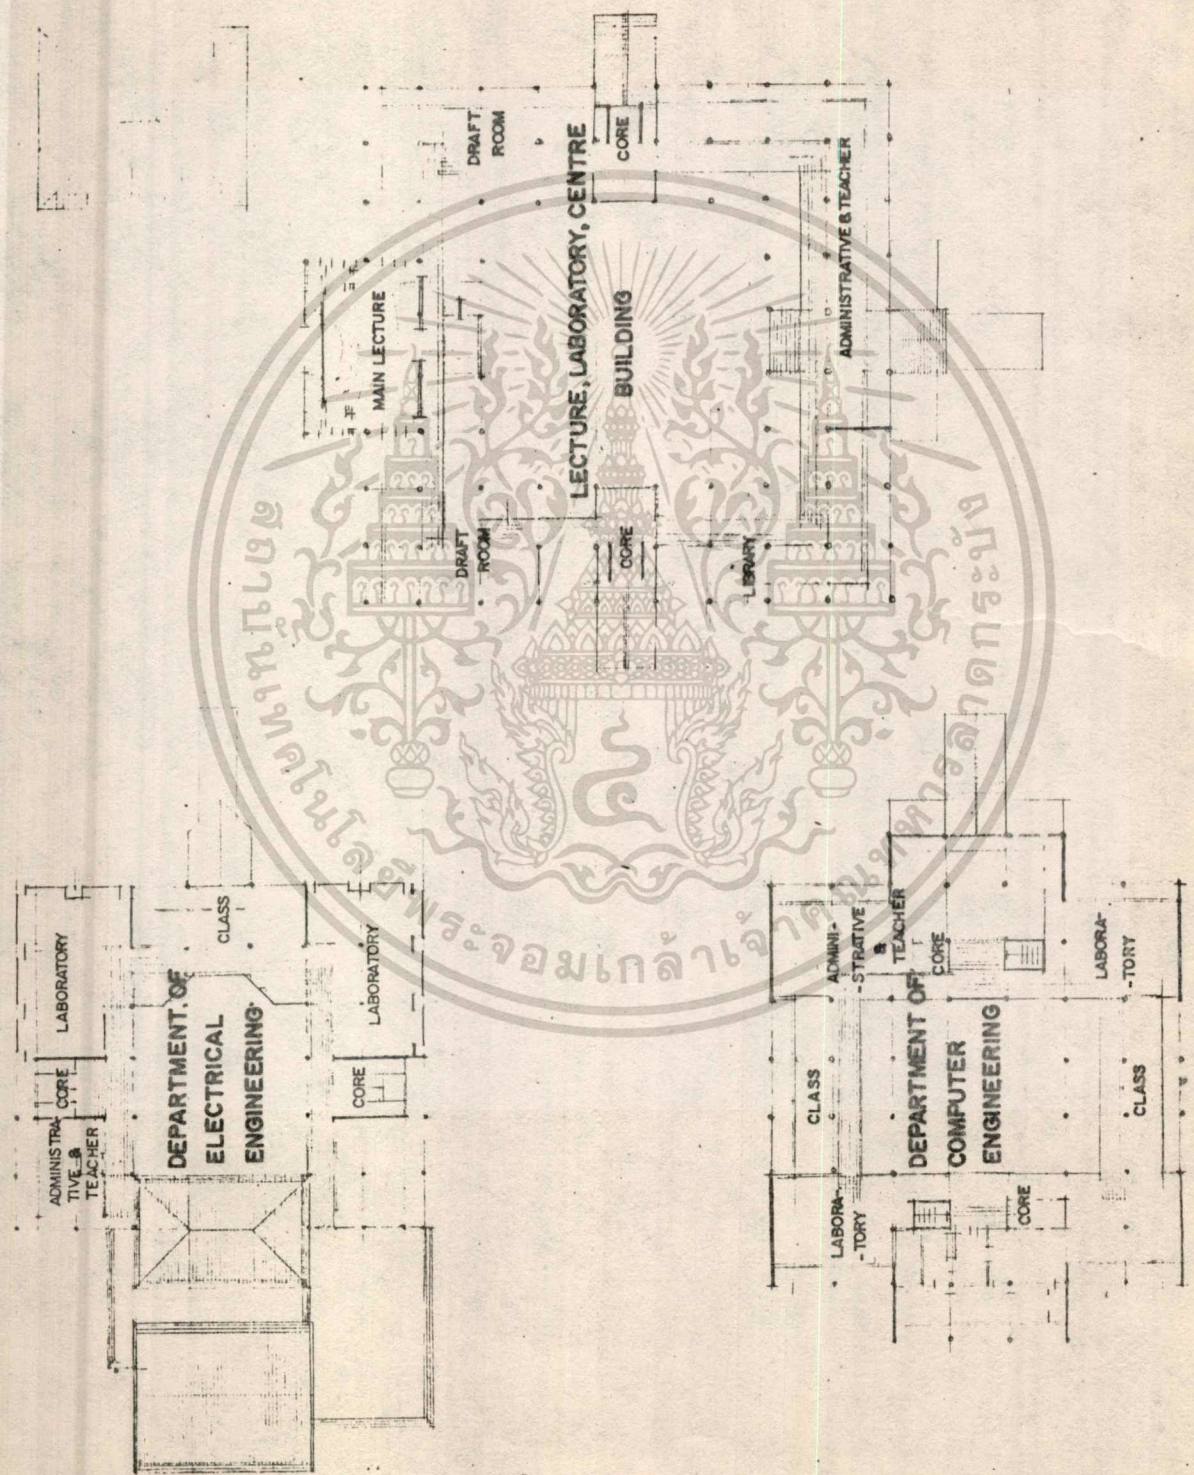 LABORATORY
CORE
ADMINISTRA-
TIVE &
TEACHER
CLASS
DEPARTMENT OF
ELECTRICAL
ENGINEERING
LABORATORY
CORE
MAIN LECTURE
DRAFT
ROOM
DRAFT
ROOM
LECTURE, LABORATORY, CENTRE
BUILDING
CORE
CORE
LIBRARY
ADMINISTRATIVE & TEACHER
ADMINI-
-STRATIVE
&
TEACHER
CORE
CLASS
LABORA-
-TORY
DEPARTMENT OF
COMPUTER
ENGINEERING
LABORA-
-TORY
CLASS
CORE
สถาบันเทคโนโลยีพระจอมเกล้าเจ้าคุณทหารลาดกระบัง